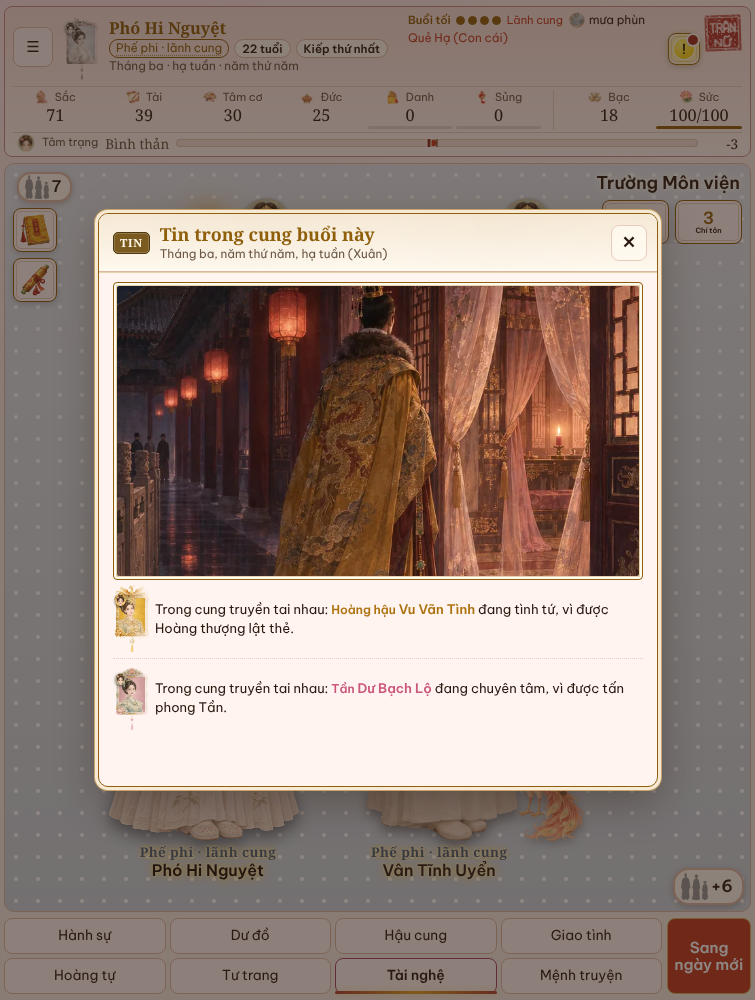 Phó Hi Nguyệt
Phế phi · lãnh cung
22 tuổi
Kiếp thứ nhất
Tháng ba · hạ tuần · năm thứ năm
Buổi tối
Lãnh cung
mưa phùn
Quẻ Hạ (Con cái)
!
TRẦN NỮ
Sắc
71
Tài
39
Tâm cơ
30
Đức
25
Danh
0
Sủng
0
Bạc
18
Sức
100/100
Tâm trạng
Bình thản
-3
7
Trường Môn viện
3
Chí tôn
TIN
Tin trong cung buổi này
Tháng ba, năm thứ năm, hạ tuần (Xuân)
×
Trong cung truyền tai nhau: Hoàng hậu Vu Vãn Tình đang tình tứ, vì được
Hoàng thượng lật thẻ.
Trong cung truyền tai nhau: Tần Dư Bạch Lộ đang chuyên tâm, vì được tấn
phong Tần.
Phế phi · lãnh cung
Phó Hi Nguyệt
Phế phi · lãnh cung
Vân Tĩnh Uyển
+6
Hành sự
Dư đồ
Hậu cung
Giao tình
Hoàng tự
Tư trang
Tài nghệ
Mệnh truyện
Sang
ngày mới